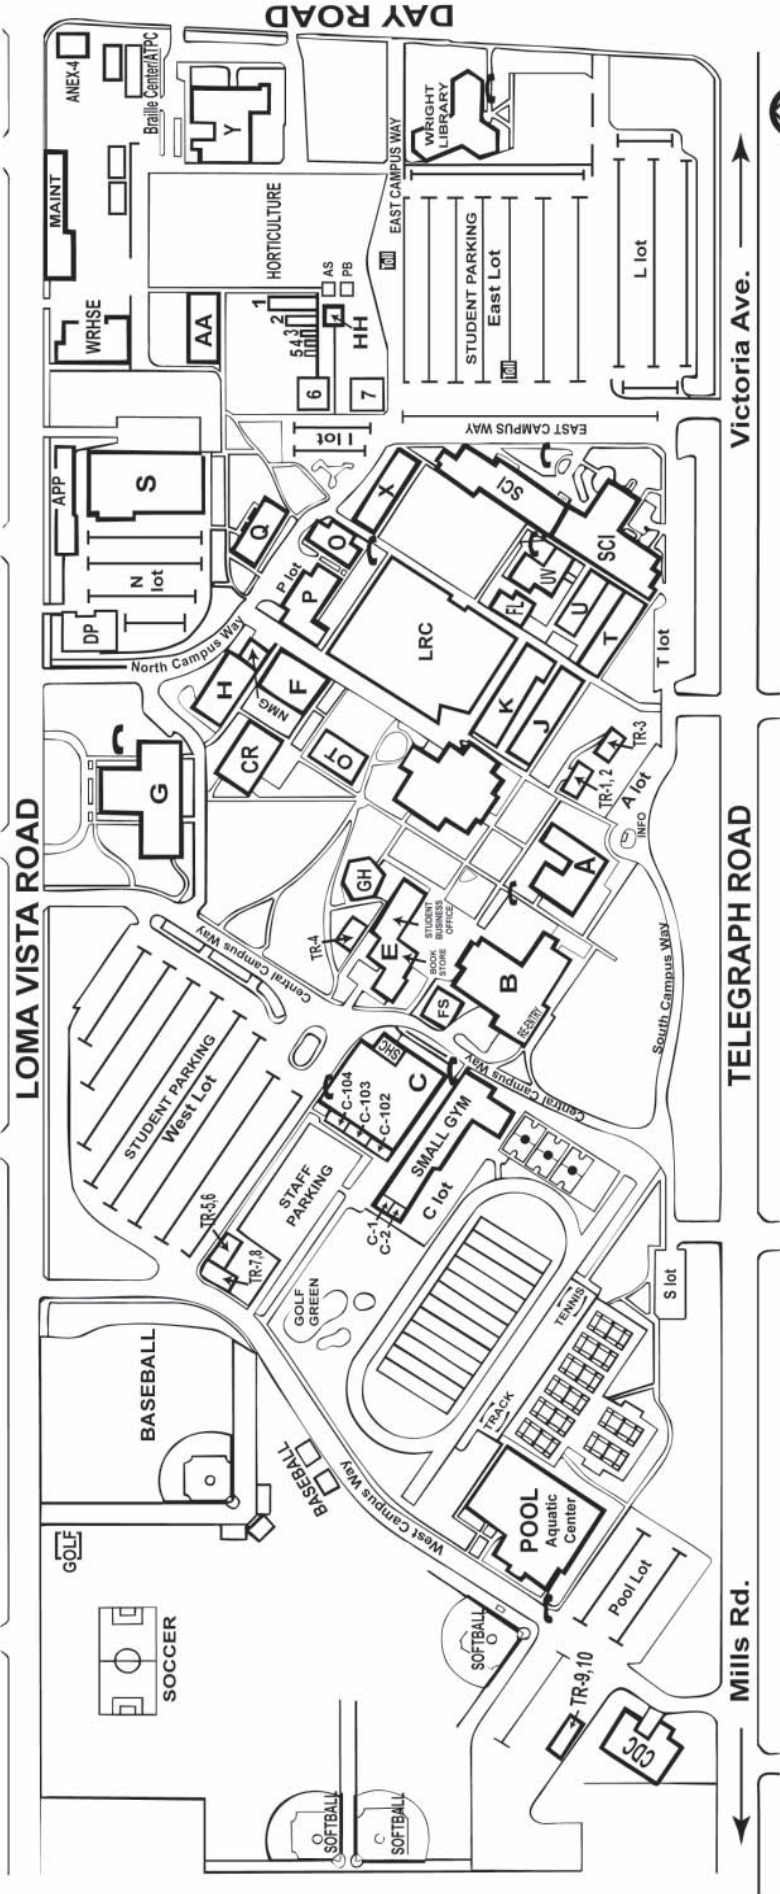 DAY ROAD
ANEX-4
Braille Center/ATPC
Y
WRIGHT
LIBRARY
MAINT
EAST CAMPUS WAY
HORTICULTURE
AS
PB
toll
STUDENT PARKING
East Lot
toll
L lot
Victoria Ave.
WRHSE
AA
1
2
3
4
5
HH
6
7
I lot
EAST CAMPUS WAY
APP
S
Q
X
SCI
SCI
O
N
lot
P lot
P
UV
FL
U
T
T lot
DP
North Campus Way
LRC
H
NMG
F
K
J
CR
OT
TR-3
TR-1, 2
A lot
INFO
G
LOMA VISTA ROAD
TELEGRAPH ROAD
GH
A
TR-4
E
STUDENT
BUSINESS
OFFICE
BOOK
STORE
Central Campus Way
FS
B
RE-ENTRY
South Campus Way
STUDENT PARKING
West Lot
SHC
C
C-104
C-103
C-102
Central Campus Way
SMALL GYM
STAFF
PARKING
C-1
C-2
C lot
TR-5,6
TR-7,8
GOLF
GREEN
S lot
TENNIS
TRACK
BASEBALL
BASEBALL
West Campus Way
GOLF
POOL
Aquatic
Center
Pool Lot
SOCCER
SOFTBALL
TR-9,10
CDC
Mills Rd.
SOFTBALL
SOFTBALL